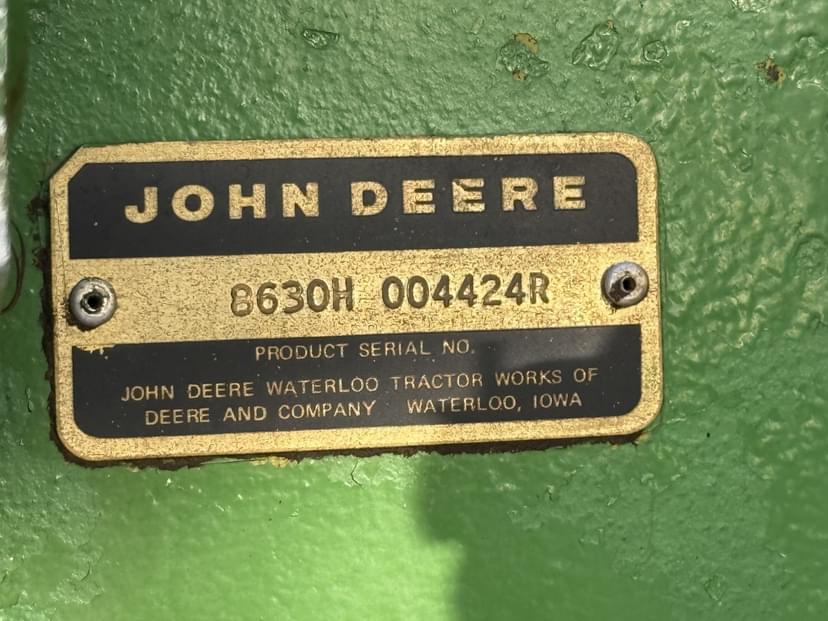 JOHN DEERE
8630H 004424R
PRODUCT SERIAL NO.
JOHN DEERE WATERLOO TRACTOR WORKS OF
DEERE AND COMPANY WATERLOO, IOWA